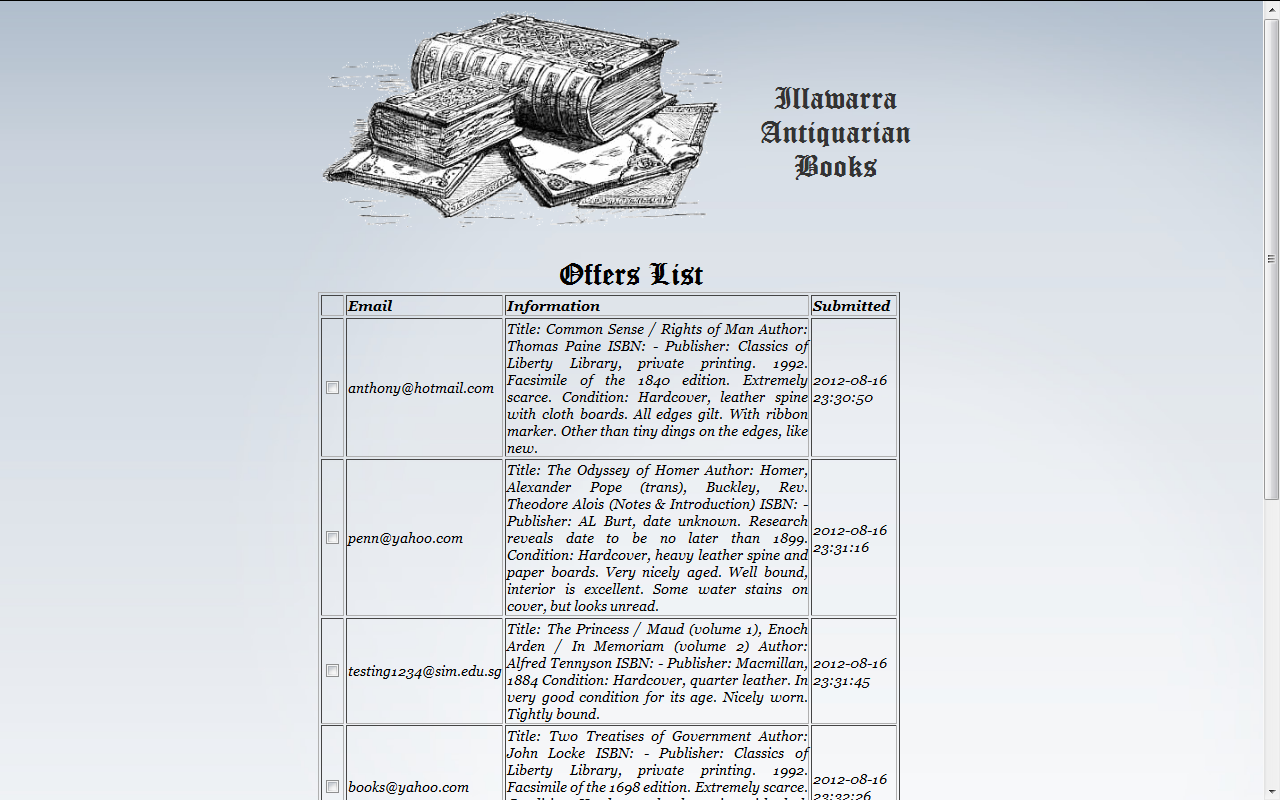 Illawarra
Antiquarian
Books
Offers List
Email Information Submitted
anthony@hotmail.com
Title: Common Sense / Rights of Man Author:
Thomas Paine ISBN: - Publisher: Classics of
Liberty Library, private printing. 1992.
Facsimile of the 1840 edition. Extremely
scarce. Condition: Hardcover, leather spine
with cloth boards. All edges gilt. With ribbon
marker. Other than tiny dings on the edges, like
new.
2012-08-16
23:30:50
penn@yahoo.com
Title: The Odyssey of Homer Author: Homer,
Alexander Pope (trans), Buckley, Rev.
Theodore Alois (Notes & Introduction) ISBN: -
Publisher: AL Burt, date unknown. Research
reveals date to be no later than 1899.
Condition: Hardcover, heavy leather spine and
paper boards. Very nicely aged. Well bound,
interior is excellent. Some water stains on
cover, but looks unread.
2012-08-16
23:31:16
testing1234@sim.edu.sg
Title: The Princess / Maud (volume 1), Enoch
Arden / In Memoriam (volume 2) Author:
Alfred Tennyson ISBN: - Publisher: Macmillan,
1884 Condition: Hardcover, quarter leather. In
very good condition for its age. Nicely worn.
Tightly bound.
2012-08-16
23:31:45
books@yahoo.com
Title: Two Treatises of Government Author:
John Locke ISBN: - Publisher: Classics of
Liberty Library, private printing. 1992.
Facsimile of the 1698 edition. Extremely scarce.
2012-08-16
23:32:26